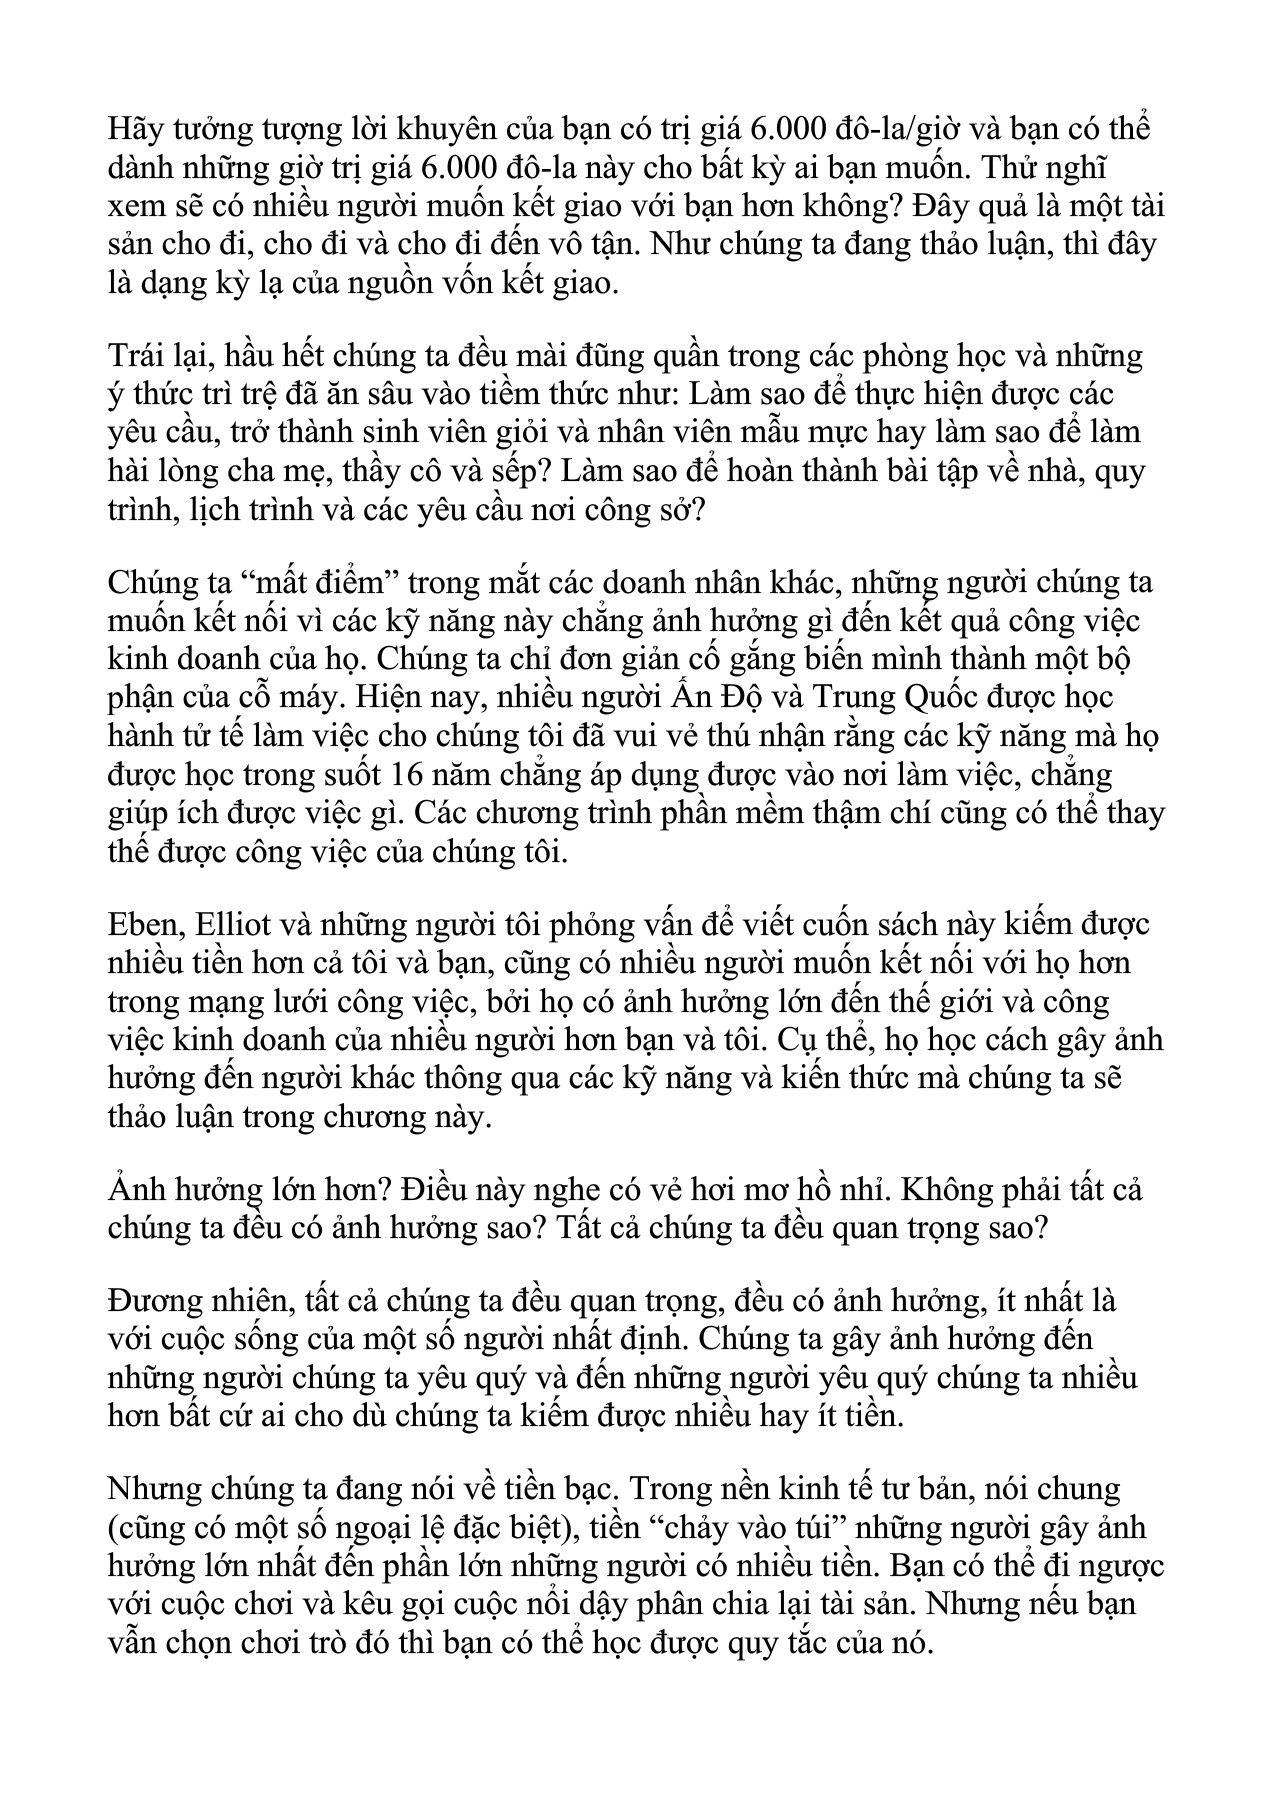 Hãy tưởng tượng lời khuyên của bạn có trị giá 6.000 đô-la/giờ và bạn có thể
dành những giờ trị giá 6.000 đô-la này cho bất kỳ ai bạn muốn. Thử nghĩ
xem sẽ có nhiều người muốn kết giao với bạn hơn không? Đây quả là một tài
sản cho đi, cho đi và cho đi đến vô tận. Như chúng ta đang thảo luận, thì đây
là dạng kỳ lạ của nguồn vốn kết giao.
Trái lại, hầu hết chúng ta đều mài đũng quần trong các phòng học và những
ý thức trì trệ đã ăn sâu vào tiềm thức như: Làm sao để thực hiện được các
yêu cầu, trở thành sinh viên giỏi và nhân viên mẫu mực hay làm sao để làm
hài lòng cha mẹ, thầy cô và sếp? Làm sao để hoàn thành bài tập về nhà, quy
trình, lịch trình và các yêu cầu nơi công sở?
Chúng ta “mất điểm” trong mắt các doanh nhân khác, những người chúng ta
muốn kết nối vì các kỹ năng này chẳng ảnh hưởng gì đến kết quả công việc
kinh doanh của họ. Chúng ta chỉ đơn giản cố gắng biến mình thành một bộ
phận của cỗ máy. Hiện nay, nhiều người Ấn Độ và Trung Quốc được học
hành tử tế làm việc cho chúng tôi đã vui vẻ thú nhận rằng các kỹ năng mà họ
được học trong suốt 16 năm chẳng áp dụng được vào nơi làm việc, chẳng
giúp ích được việc gì. Các chương trình phần mềm thậm chí cũng có thể thay
thế được công việc của chúng tôi.
Eben, Elliot và những người tôi phỏng vấn để viết cuốn sách này kiếm được
nhiều tiền hơn cả tôi và bạn, cũng có nhiều người muốn kết nối với họ hơn
trong mạng lưới công việc, bởi họ có ảnh hưởng lớn đến thế giới và công
việc kinh doanh của nhiều người hơn bạn và tôi. Cụ thể, họ học cách gây ảnh
hưởng đến người khác thông qua các kỹ năng và kiến thức mà chúng ta sẽ
thảo luận trong chương này.
Ảnh hưởng lớn hơn? Điều này nghe có vẻ hơi mơ hồ nhỉ. Không phải tất cả
chúng ta đều có ảnh hưởng sao? Tất cả chúng ta đều quan trọng sao?
Đương nhiên, tất cả chúng ta đều quan trọng, đều có ảnh hưởng, ít nhất là
với cuộc sống của một số người nhất định. Chúng ta gây ảnh hưởng đến
những người chúng ta yêu quý và đến những người yêu quý chúng ta nhiều
hơn bất cứ ai cho dù chúng ta kiếm được nhiều hay ít tiền.
Nhưng chúng ta đang nói về tiền bạc. Trong nền kinh tế tư bản, nói chung
(cũng có một số ngoại lệ đặc biệt), tiền “chảy vào túi” những người gây ảnh
hưởng lớn nhất đến phần lớn những người có nhiều tiền. Bạn có thể đi ngược
với cuộc chơi và kêu gọi cuộc nổi dậy phân chia lại tài sản. Nhưng nếu bạn
vẫn chọn chơi trò đó thì bạn có thể học được quy tắc của nó.